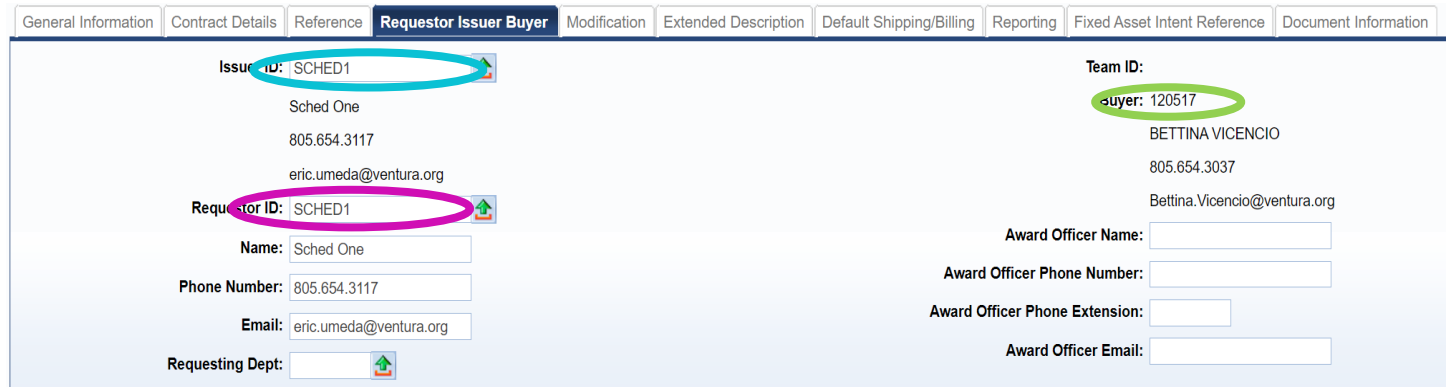 General Information Contract Details Reference Requestor Issuer Buyer Modification Extended Description Default Shipping/Billing Reporting Fixed Asset Intent Reference Document Information
Issuer ID: SCHED1
Sched One
805.654.3117
eric.umeda@ventura.org
Requestor ID: SCHED1
Name: Sched One
Phone Number: 805.654.3117
Email: eric.umeda@ventura.org
Requesting Dept:
Team ID:
Buyer: 120517
BETTINA VICENCIO
805.654.3037
Bettina.Vicencio@ventura.org
Award Officer Name:
Award Officer Phone Number:
Award Officer Phone Extension:
Award Officer Email: